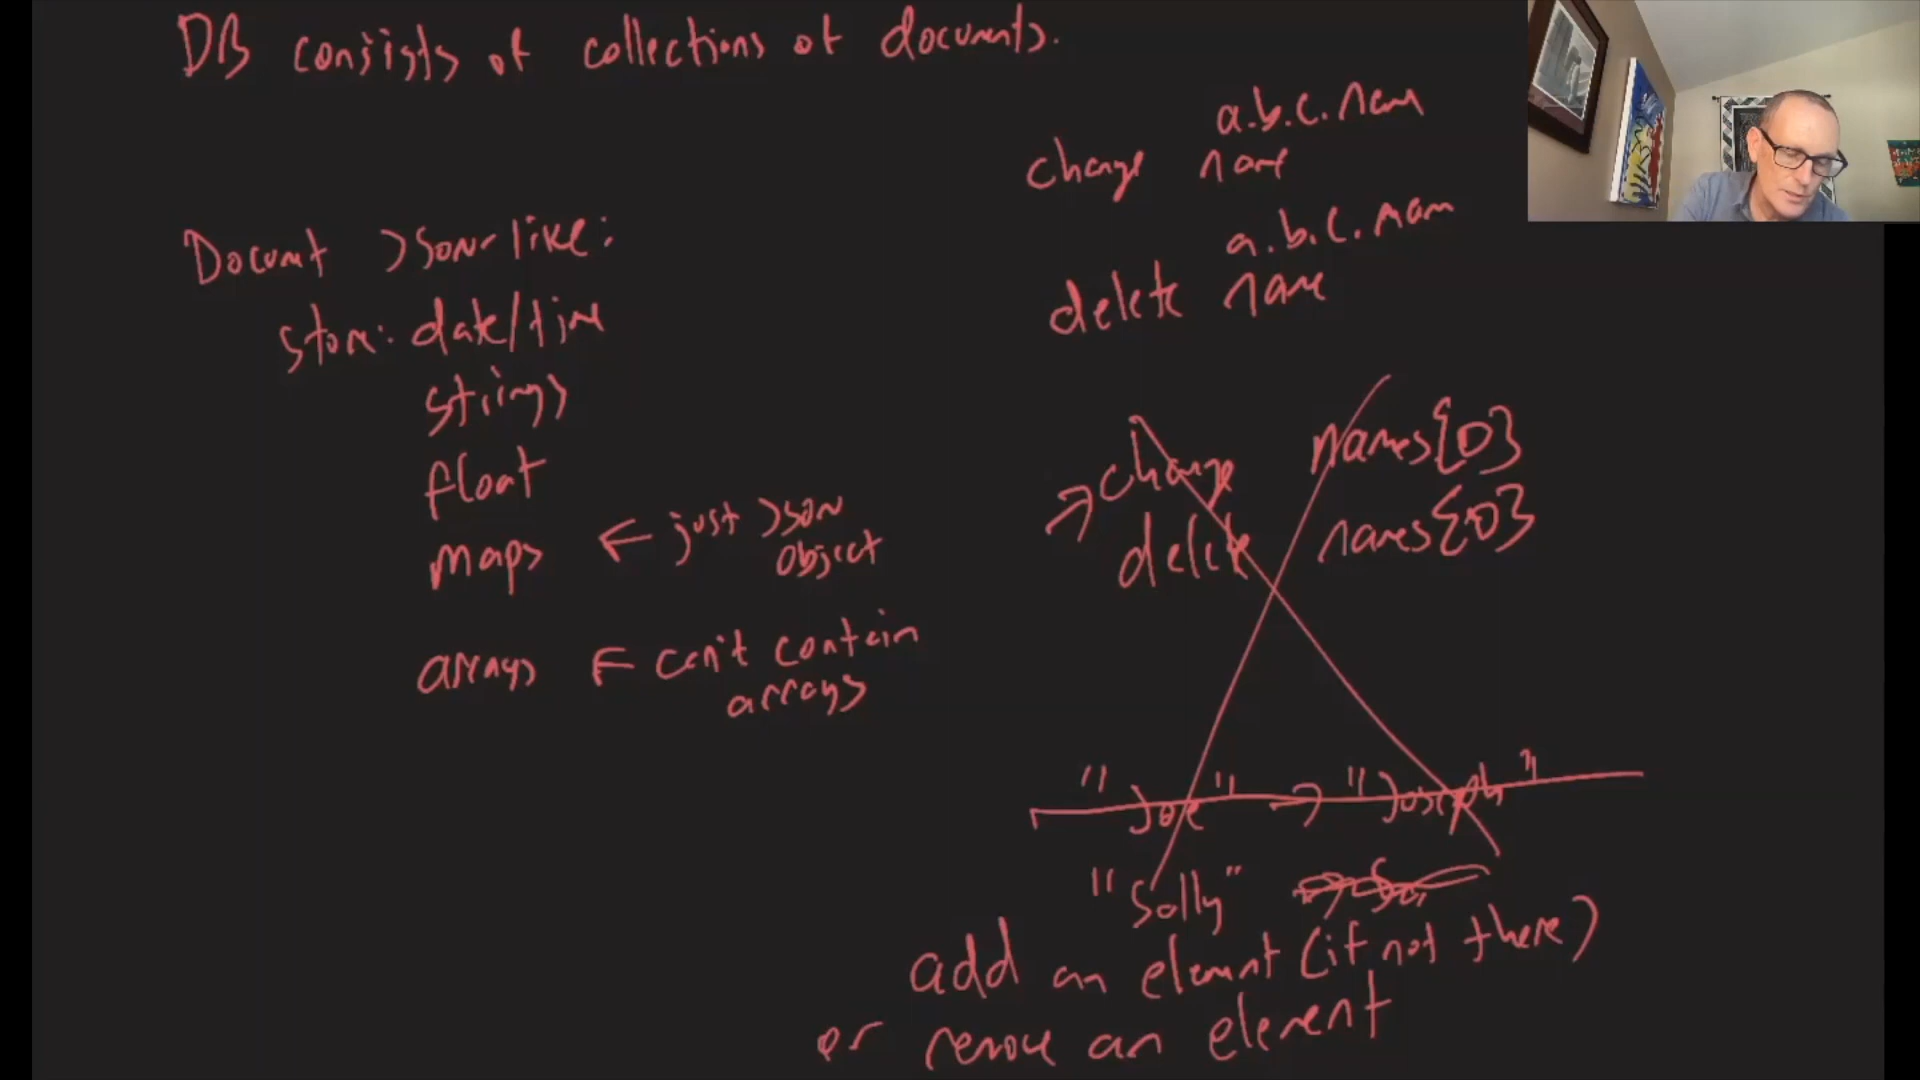 DB consists of collections of documents.
Document JSON-like:
store: date/time
strings
float
maps ← just JSON
object
arrays ← can't contain
arrays
a.b.c.name
change name
a.b.c.name
delete name
→ change names[0]
delete names[0]
"Joe" → "Joseph"
"Sally"
add an element (if not there)
or remove an element